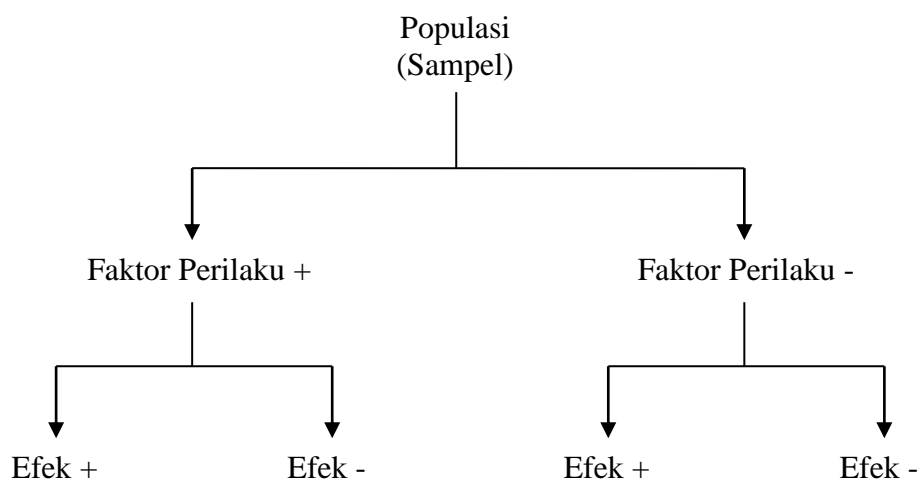 Populasi
(Sampel)
Faktor Perilaku +
Faktor Perilaku -
Efek +
Efek -
Efek +
Efek -